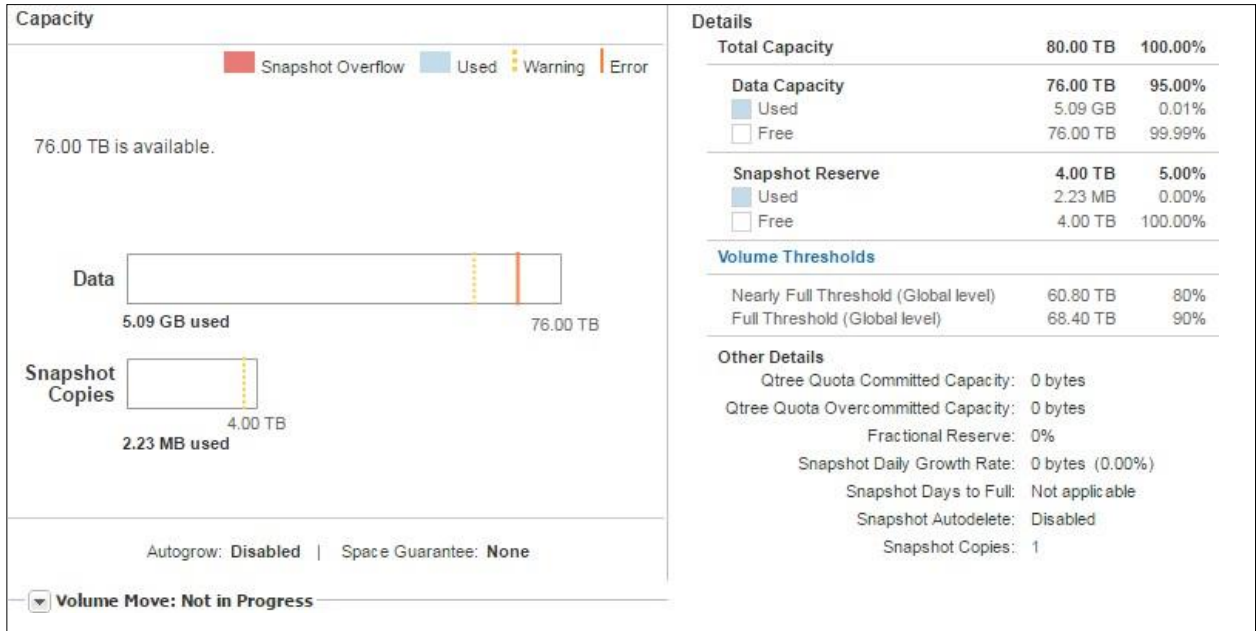 Capacity
Snapshot Overflow Used Warning Error
76.00 TB is available.
Data
5.09 GB used
76.00 TB
Snapshot
Copies
4.00 TB
2.23 MB used
Autogrow: Disabled | Space Guarantee: None
Volume Move: Not in Progress
Details
Total Capacity 80.00 TB 100.00%
Data Capacity 76.00 TB 95.00%
Used 5.09 GB 0.01%
Free 76.00 TB 99.99%
Snapshot Reserve 4.00 TB 5.00%
Used 2.23 MB 0.00%
Free 4.00 TB 100.00%
Volume Thresholds
Nearly Full Threshold (Global level) 60.80 TB 80%
Full Threshold (Global level) 68.40 TB 90%
Other Details
Qtree Quota Committed Capacity: 0 bytes
Qtree Quota Overcommitted Capacity: 0 bytes
Fractional Reserve: 0%
Snapshot Daily Growth Rate: 0 bytes (0.00%)
Snapshot Days to Full: Not applicable
Snapshot Autodelete: Disabled
Snapshot Copies: 1